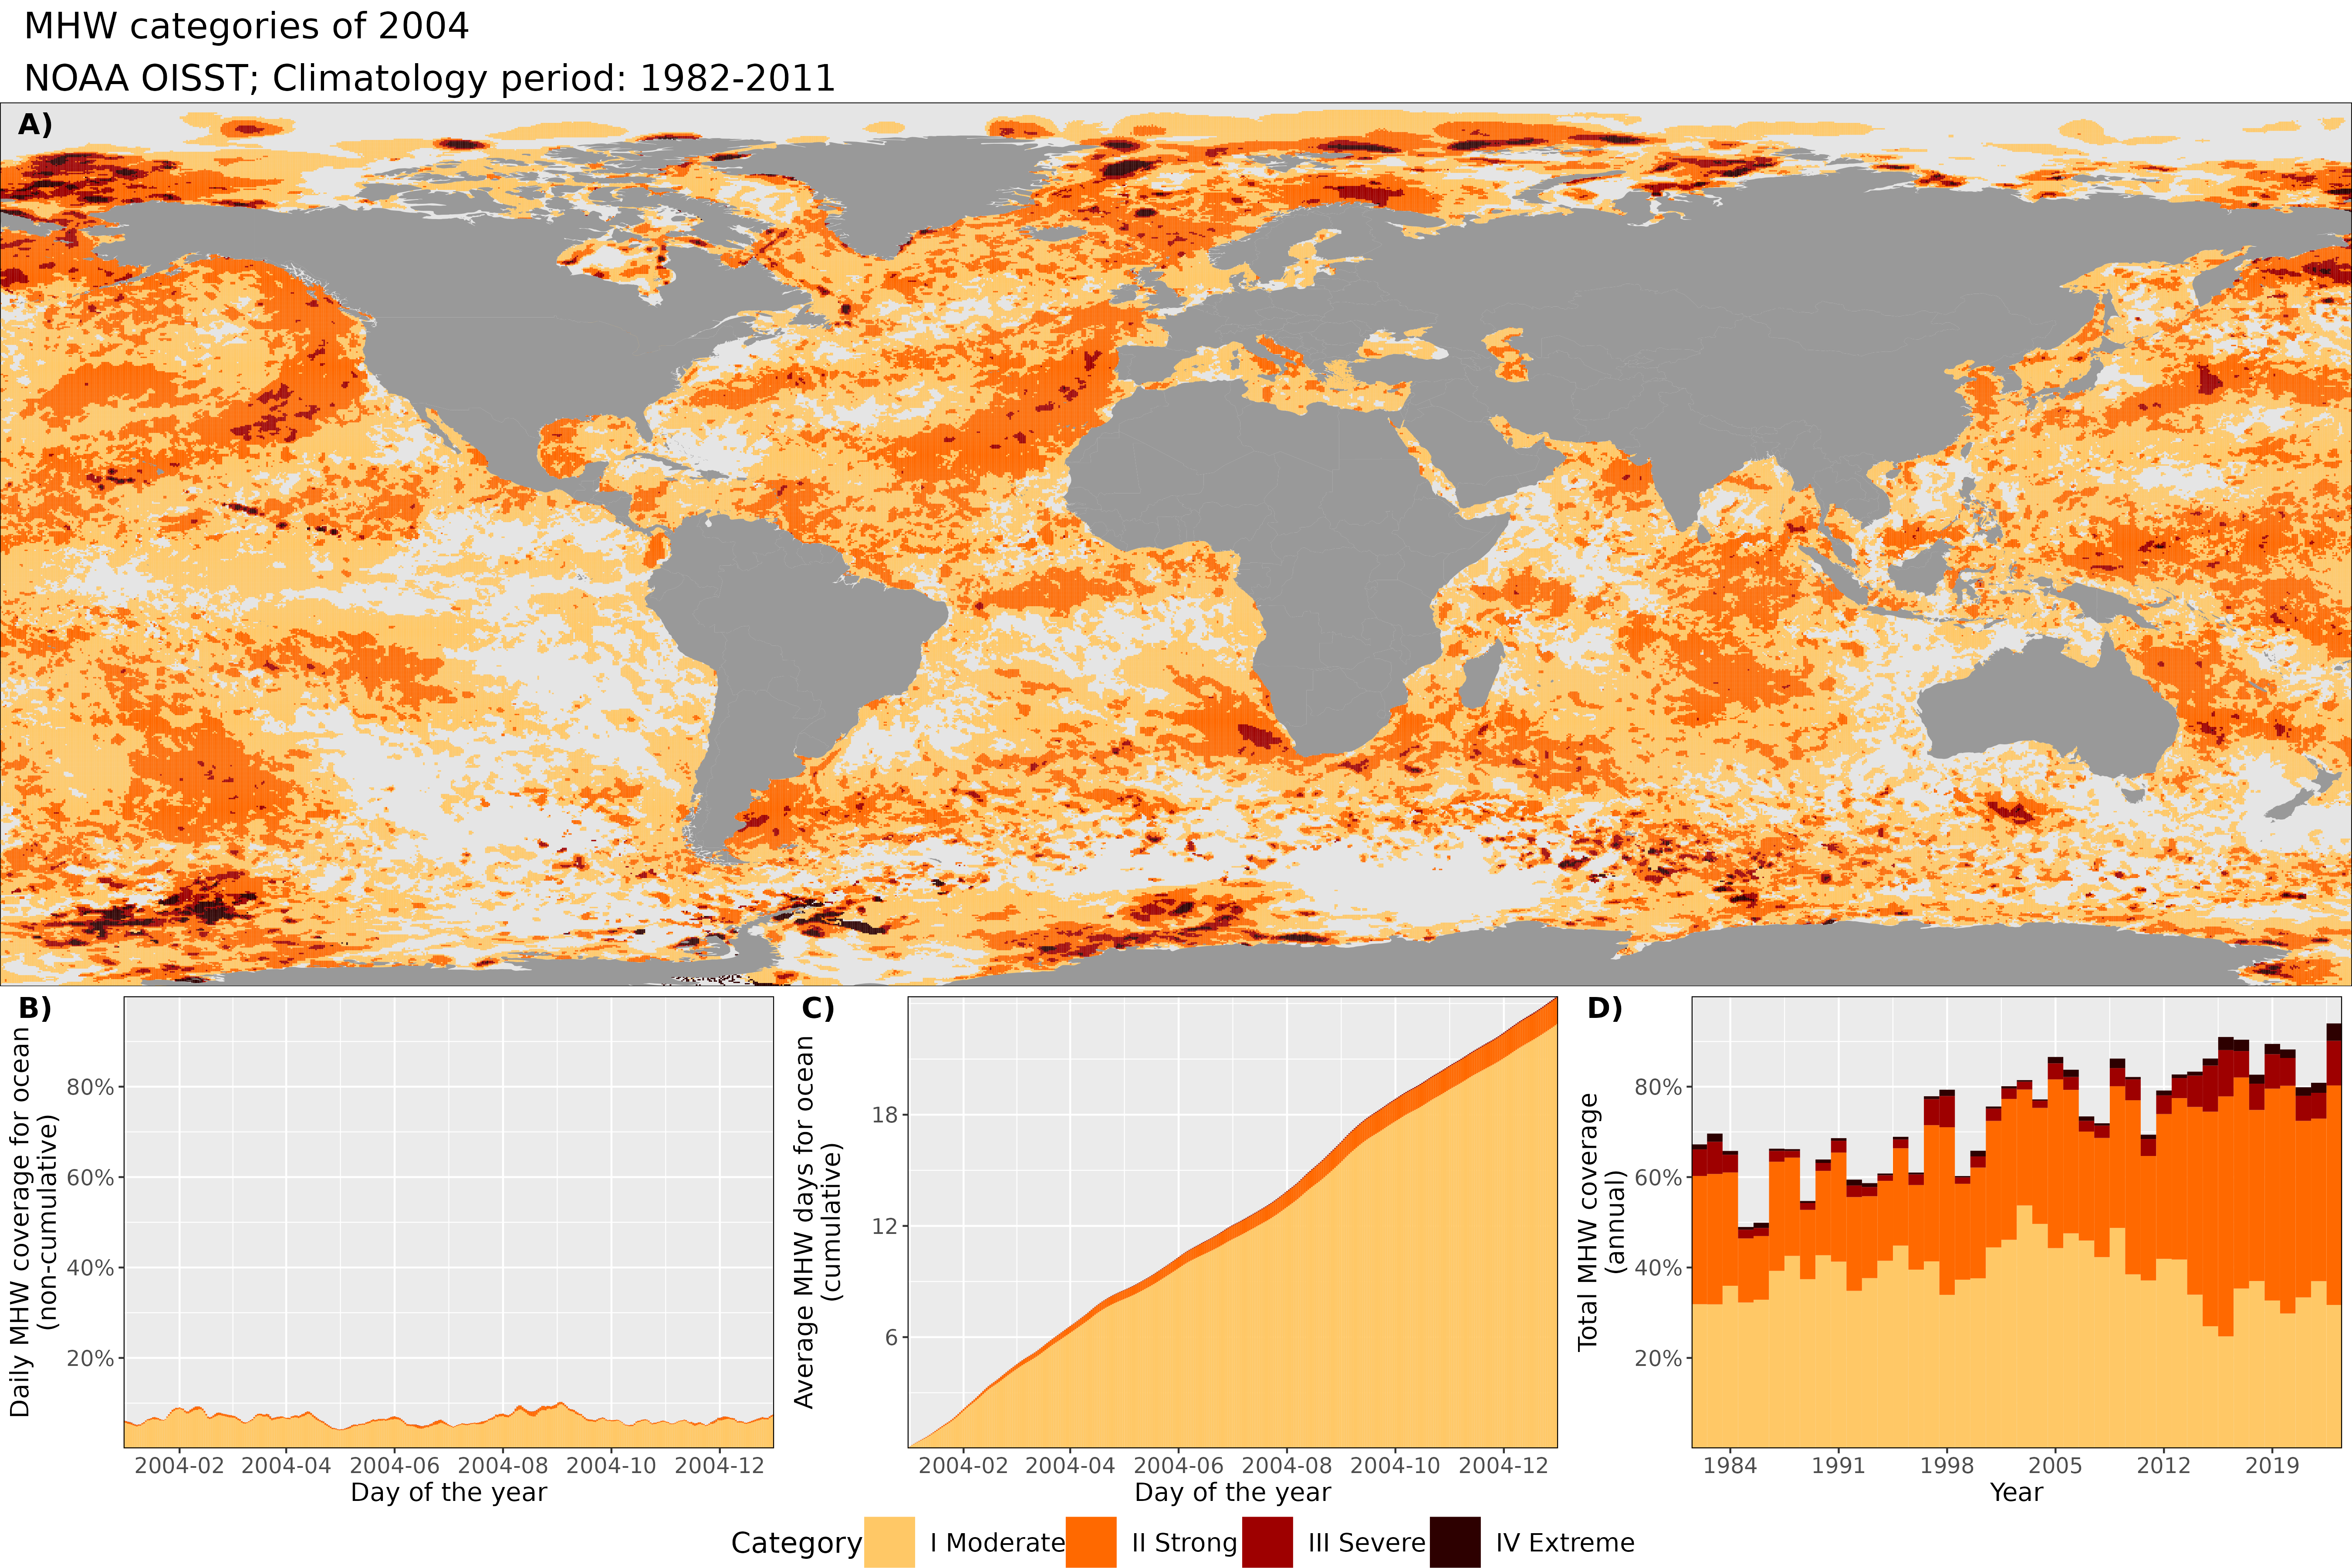 MHW categories of 2004
NOAA OISST; Climatology period: 1982-2011
A)
B)
Daily MHW coverage for ocean
(non-cumulative)
80%
60%
40%
20%
2004-02 2004-04 2004-06 2004-08 2004-10 2004-12
Day of the year
C)
Average MHW days for ocean
(cumulative)
18
12
6
2004-02 2004-04 2004-06 2004-08 2004-10 2004-12
Day of the year
D)
Total MHW coverage
(annual)
80%
60%
40%
20%
1984 1991 1998 2005 2012 2019
Year
Category I Moderate II Strong III Severe IV Extreme